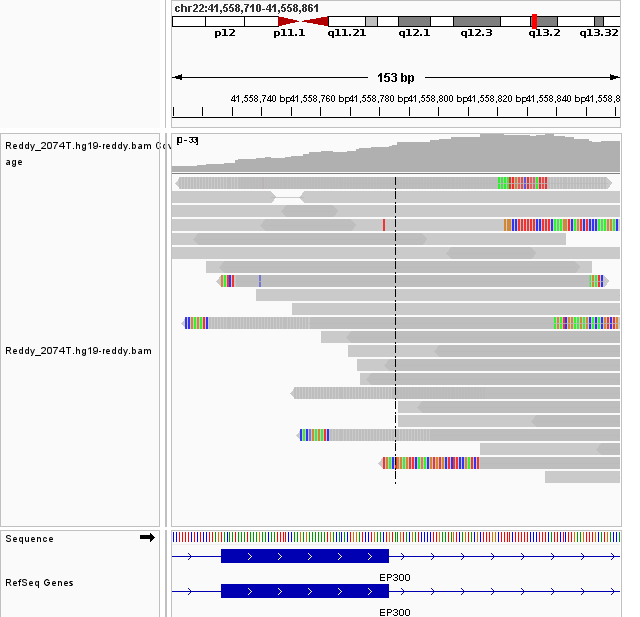 chr22:41,558,710-41,558,861
p12 p11.1 q11.21 q12.1 q12.3 q13.2 q13.32
153 bp
41,558,740 bp 41,558,760 bp 41,558,780 bp 41,558,800 bp 41,558,820 bp 41,558,840 bp 41,558,8
Reddy_2074T.hg19-reddy.bam Cov
age
[0 - 33]
Reddy_2074T.hg19-reddy.bam
Sequence
EP300
RefSeq Genes
EP300